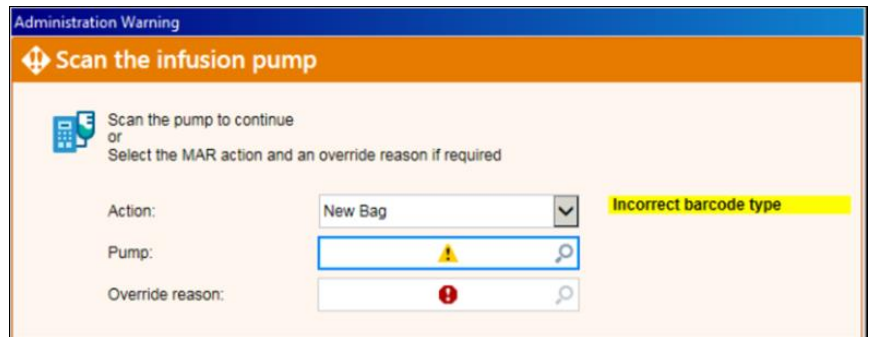 Administration Warning
Scan the infusion pump
Scan the pump to continue
or
Select the MAR action and an override reason if required
Action: New Bag Incorrect barcode type
Pump:
Override reason: